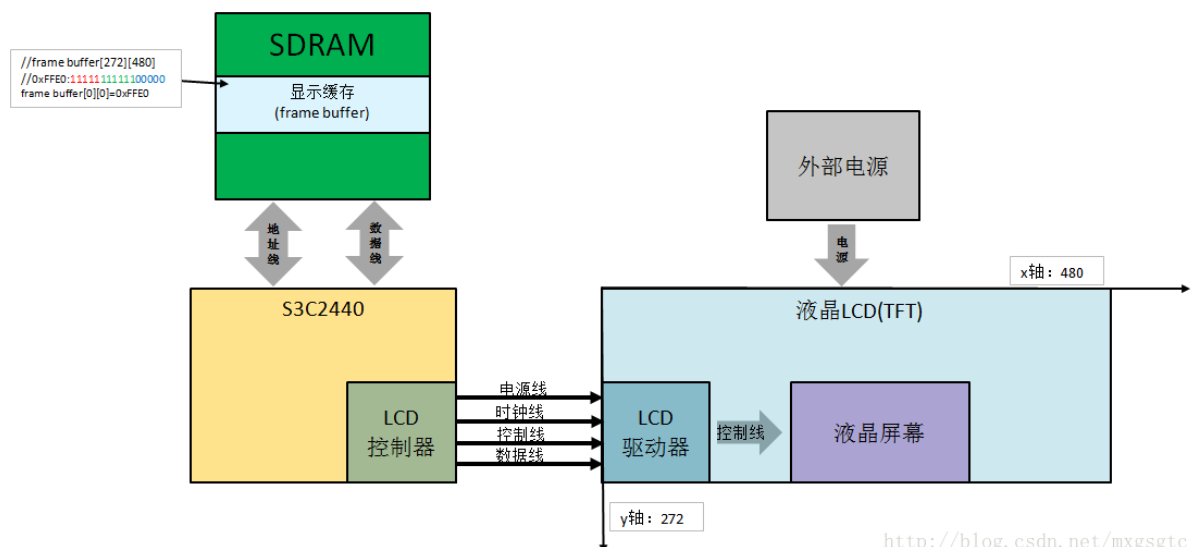 //frame buffer[272][480]
//0xFFE0:1111111111100000
frame buffer[0][0]=0xFFE0
SDRAM
显示缓存
(frame buffer)
外部电源
地址线
数据线
电源
x轴：480
S3C2440
液晶LCD(TFT)
电源线
时钟线
控制线
数据线
LCD
控制器
LCD
驱动器
控制线
液晶屏幕
y轴：272
http://blog.csdn.net/mxgsgtc